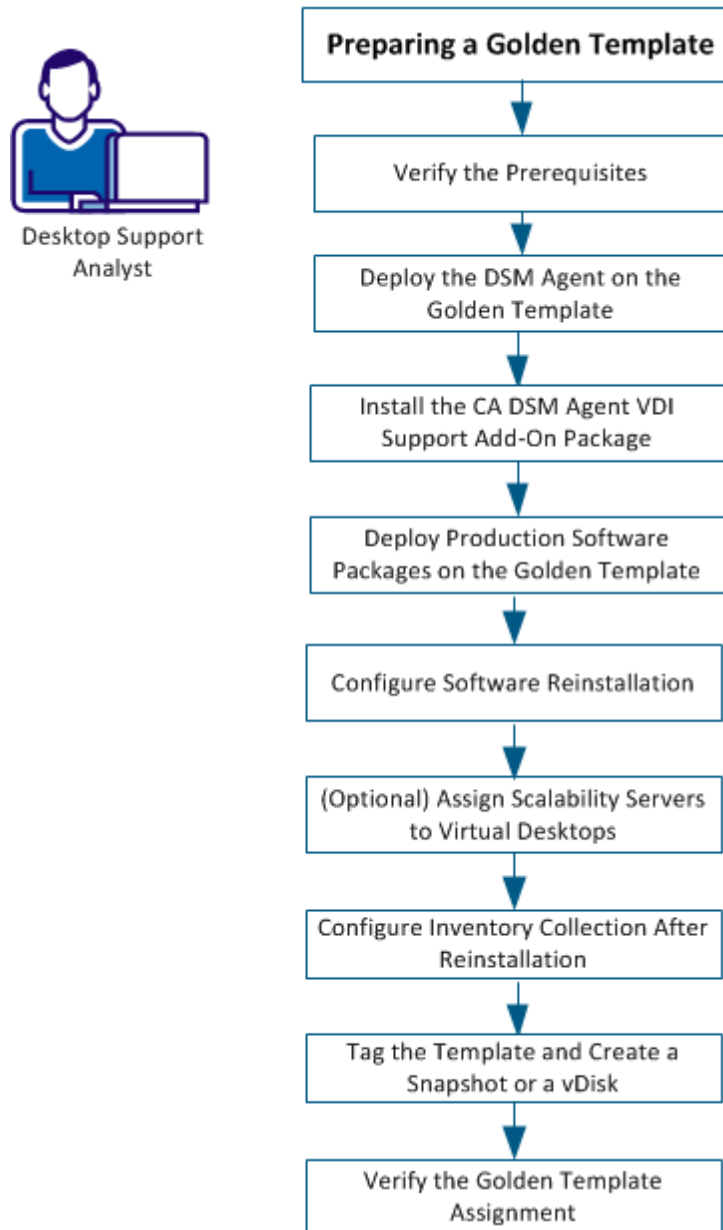 Preparing a Golden Template
Desktop Support
Analyst
Verify the Prerequisites
Deploy the DSM Agent on the
Golden Template
Install the CA DSM Agent VDI
Support Add-On Package
Deploy Production Software
Packages on the Golden Template
Configure Software Reinstallation
(Optional) Assign Scalability Servers
to Virtual Desktops
Configure Inventory Collection After
Reinstallation
Tag the Template and Create a
Snapshot or a vDisk
Verify the Golden Template
Assignment